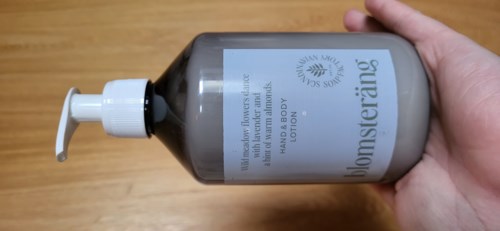 blomsteräng
HAND & BODY
LOTION
Wild meadow flowers dance
with lavender and
a hint of warm almonds.